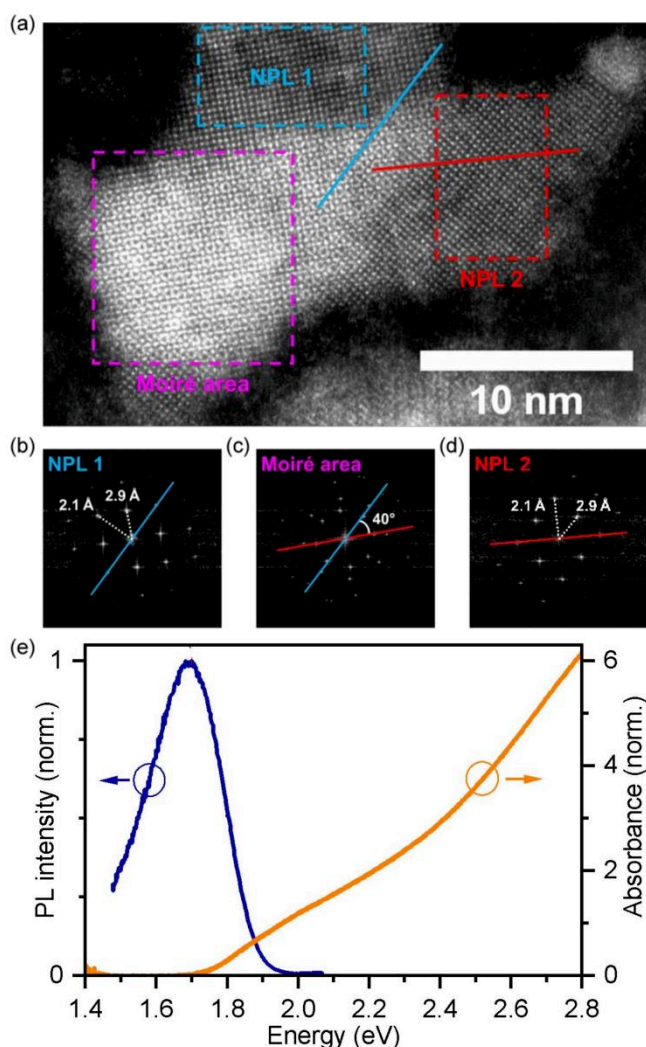 (a)
NPL 1
NPL 2
Moiré area
10 nm
(b) (c) (d)
NPL 1 Moiré area NPL 2
2.1 Å 2.9 Å 40° 2.1 Å 2.9 Å
(e)
1 6
4
2
0 0
PL intensity (norm.)
Absorbance (norm.)
1.4 1.6 1.8 2.0 2.2 2.4 2.6 2.8
Energy (eV)